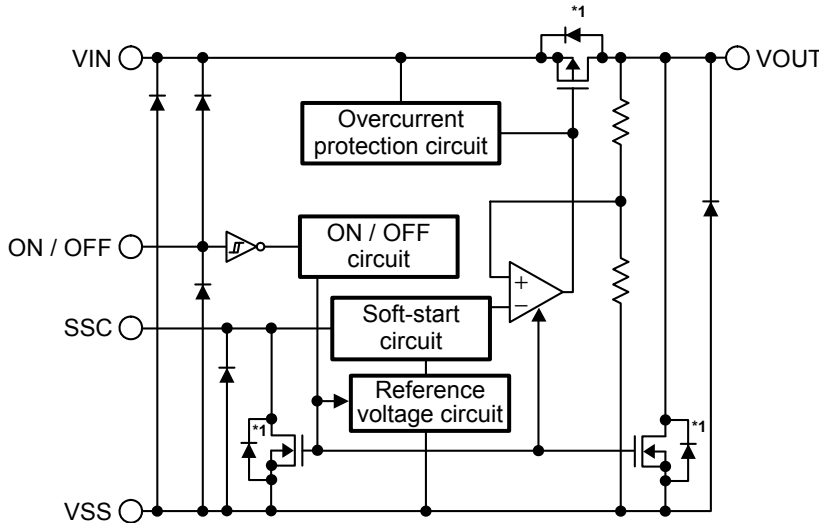 *1
VIN
VOUT
Overcurrent
protection circuit
ON / OFF
ON / OFF
circuit
+
−
SSC
Soft-start
circuit
Reference
voltage circuit
*1
*1
VSS